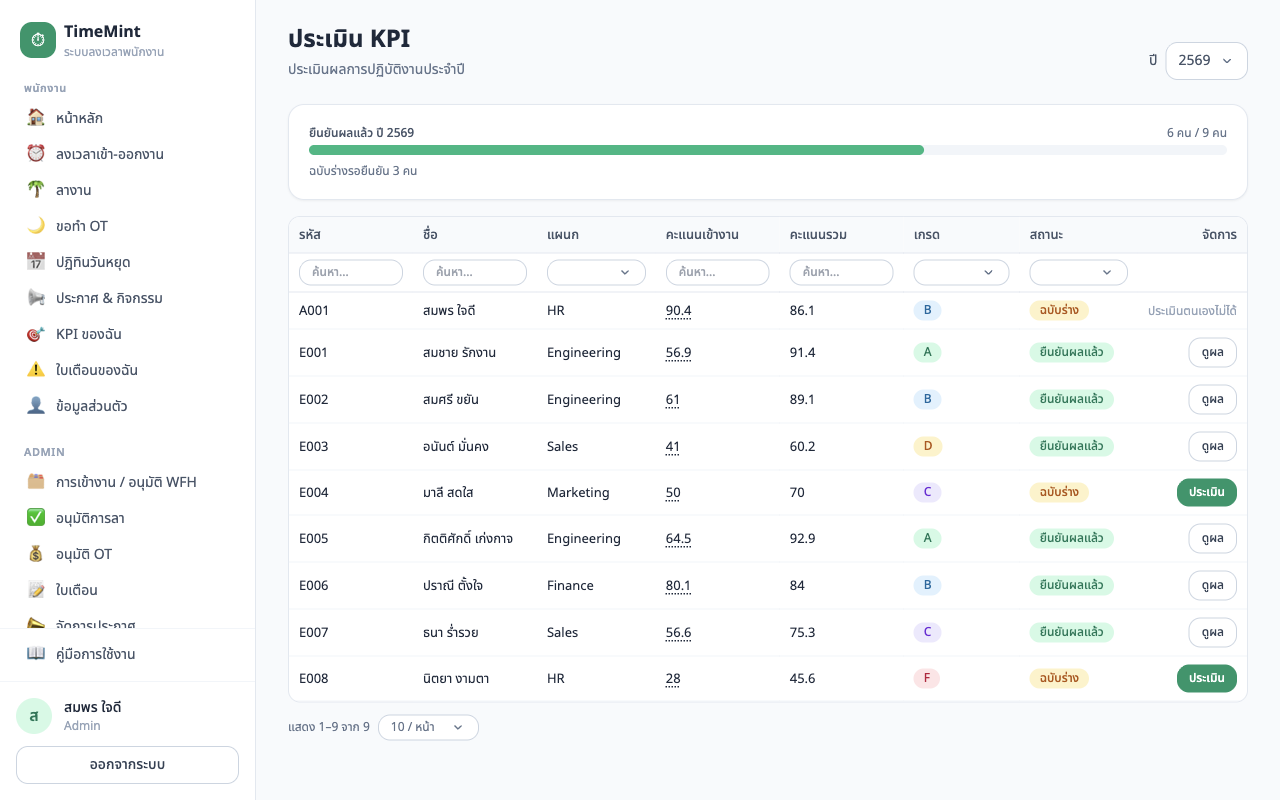 TimeMint
ระบบลงเวลาพนักงาน
พนักงาน
หน้าหลัก
ลงเวลาเข้า-ออกงาน
ลางาน
ขอทำ OT
ปฏิทินวันหยุด
ประกาศ & กิจกรรม
KPI ของฉัน
ใบเตือนของฉัน
ข้อมูลส่วนตัว
ADMIN
การเข้างาน / อนุมัติ WFH
อนุมัติการลา
อนุมัติ OT
ใบเตือน
จัดการประกาศ
คู่มือการใช้งาน
ส
สมพร ใจดี
Admin
ออกจากระบบ
ประเมิน KPI
ประเมินผลการปฏิบัติงานประจำปี
ปี 2569
ยืนยันผลแล้ว ปี 2569 6 คน / 9 คน
ฉบับร่างรอยืนยัน 3 คน
รหัส ชื่อ แผนก คะแนนเข้างาน คะแนนรวม เกรด สถานะ จัดการ
ค้นหา... ค้นหา... ค้นหา... ค้นหา...
A001 สมพร ใจดี HR 90.4 86.1 B ฉบับร่าง ประเมินตนเองไม่ได้
E001 สมชาย รักงาน Engineering 56.9 91.4 A ยืนยันผลแล้ว ดูผล
E002 สมศรี ขยัน Engineering 61 89.1 B ยืนยันผลแล้ว ดูผล
E003 อนันต์ มั่นคง Sales 41 60.2 D ยืนยันผลแล้ว ดูผล
E004 มาลี สดใส Marketing 50 70 C ฉบับร่าง ประเมิน
E005 กิตติศักดิ์ เก่งกาจ Engineering 64.5 92.9 A ยืนยันผลแล้ว ดูผล
E006 ปราณี ตั้งใจ Finance 80.1 84 B ยืนยันผลแล้ว ดูผล
E007 ธนา ร่ำรวย Sales 56.6 75.3 C ยืนยันผลแล้ว ดูผล
E008 นิตยา งามตา HR 28 45.6 F ฉบับร่าง ประเมิน
แสดง 1–9 จาก 9 10 / หน้า